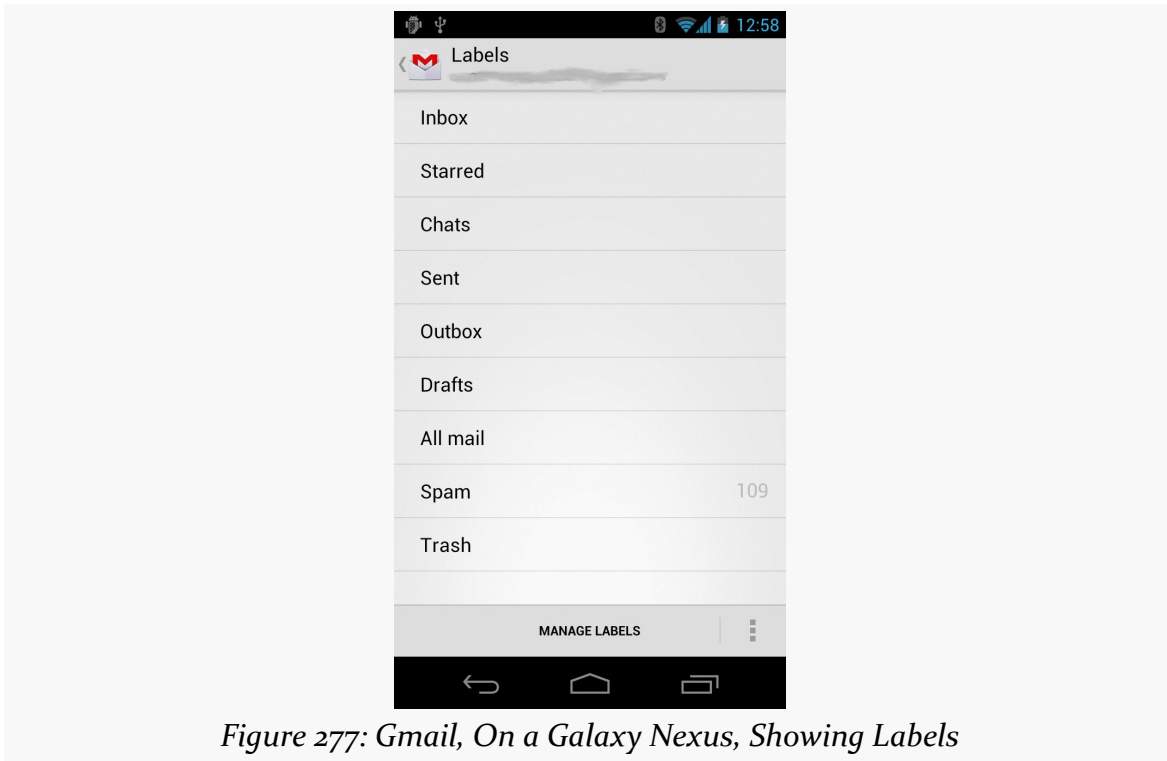 12:58
Labels
Inbox
Starred
Chats
Sent
Outbox
Drafts
All mail
Spam 109
Trash
MANAGE LABELS
Figure 277: Gmail, On a Galaxy Nexus, Showing Labels